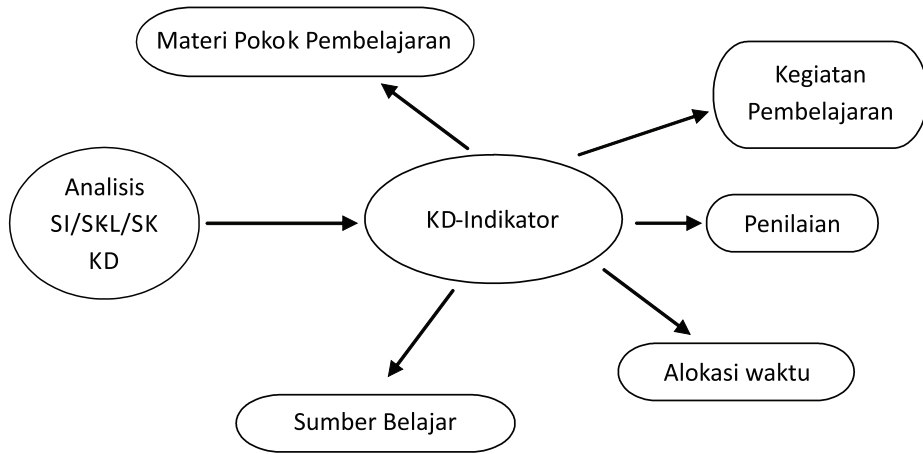 Materi Pokok Pembelajaran
Kegiatan
Pembelajaran
Analisis
SI/SKL/SK
KD
KD-Indikator
Penilaian
Alokasi waktu
Sumber Belajar